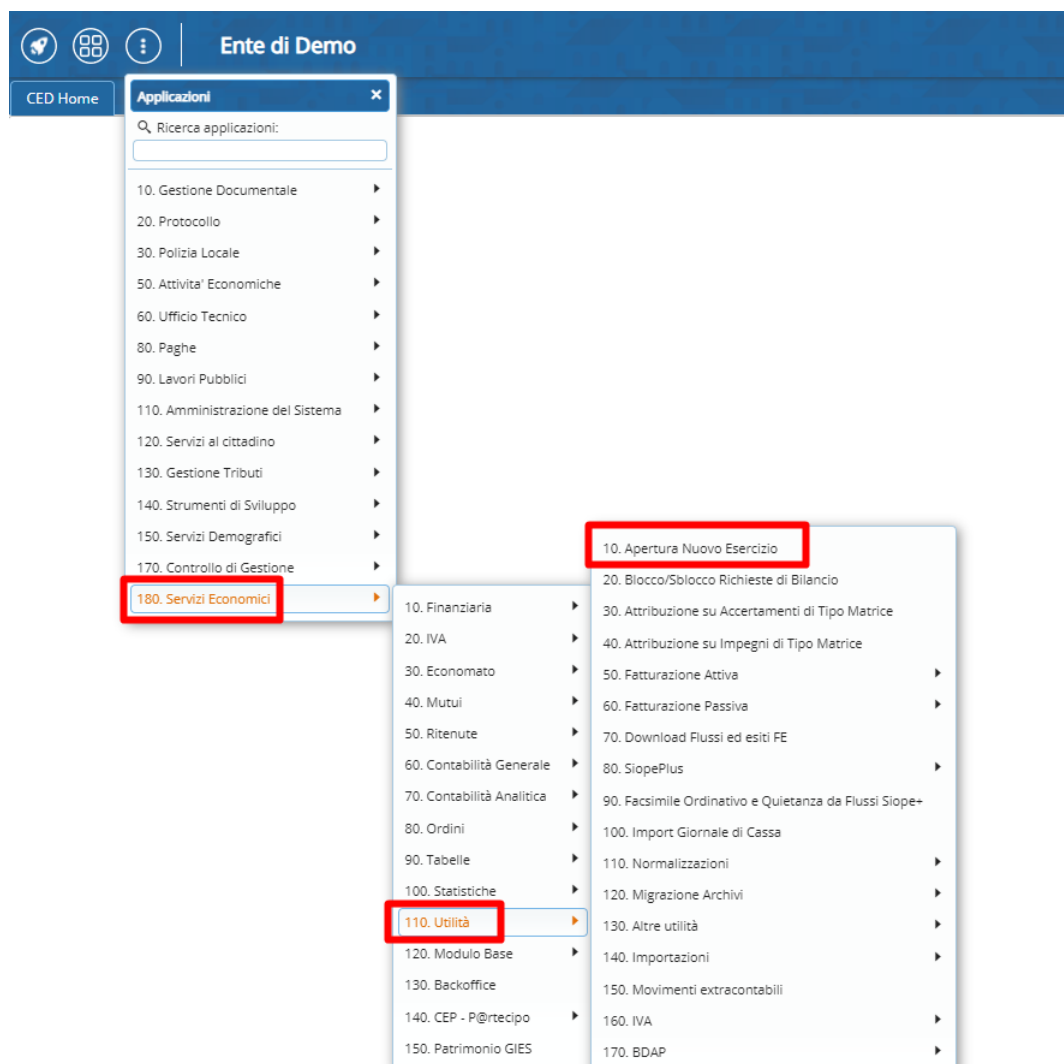 Ente di Demo
CED Home
Applicazioni
Ricerca applicazioni:
10. Gestione Documentale
20. Protocollo
30. Polizia Locale
50. Attivita' Economiche
60. Ufficio Tecnico
80. Paghe
90. Lavori Pubblici
110. Amministrazione del Sistema
120. Servizi al cittadino
130. Gestione Tributi
140. Strumenti di Sviluppo
150. Servizi Demografici
170. Controllo di Gestione
180. Servizi Economici
10. Finanziaria
20. IVA
30. Economato
40. Mutui
50. Ritenute
60. Contabilità Generale
70. Contabilità Analitica
80. Ordini
90. Tabelle
100. Statistiche
110. Utilità
120. Modulo Base
130. Backoffice
140. CEP - P@rtecipo
150. Patrimonio GIES
10. Apertura Nuovo Esercizio
20. Blocco/Sblocco Richieste di Bilancio
30. Attribuzione su Accertamenti di Tipo Matrice
40. Attribuzione su Impegni di Tipo Matrice
50. Fatturazione Attiva
60. Fatturazione Passiva
70. Download Flussi ed esiti FE
80. SiopePlus
90. Facsimile Ordinativo e Quietanza da Flussi Siope+
100. Import Giornale di Cassa
110. Normalizzazioni
120. Migrazione Archivi
130. Altre utilità
140. Importazioni
150. Movimenti extracontabili
160. IVA
170. BDAP